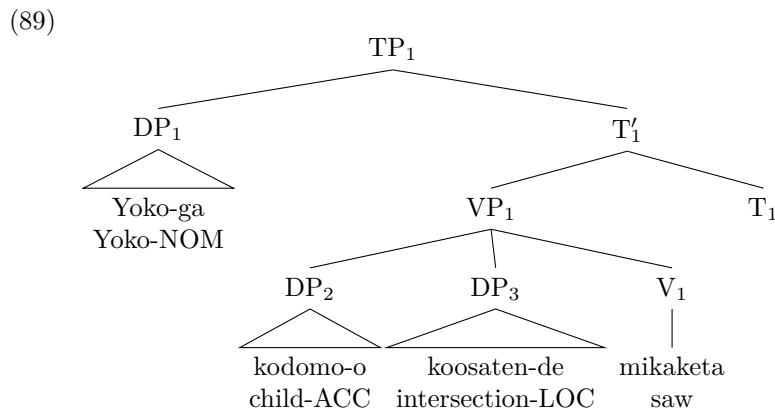 (89)
TP₁
DP₁ T′₁
Yoko-ga VP₁ T₁
Yoko-NOM
DP₂ DP₃ V₁
kodomo-o koosaten-de mikaketa
child-ACC intersection-LOC saw